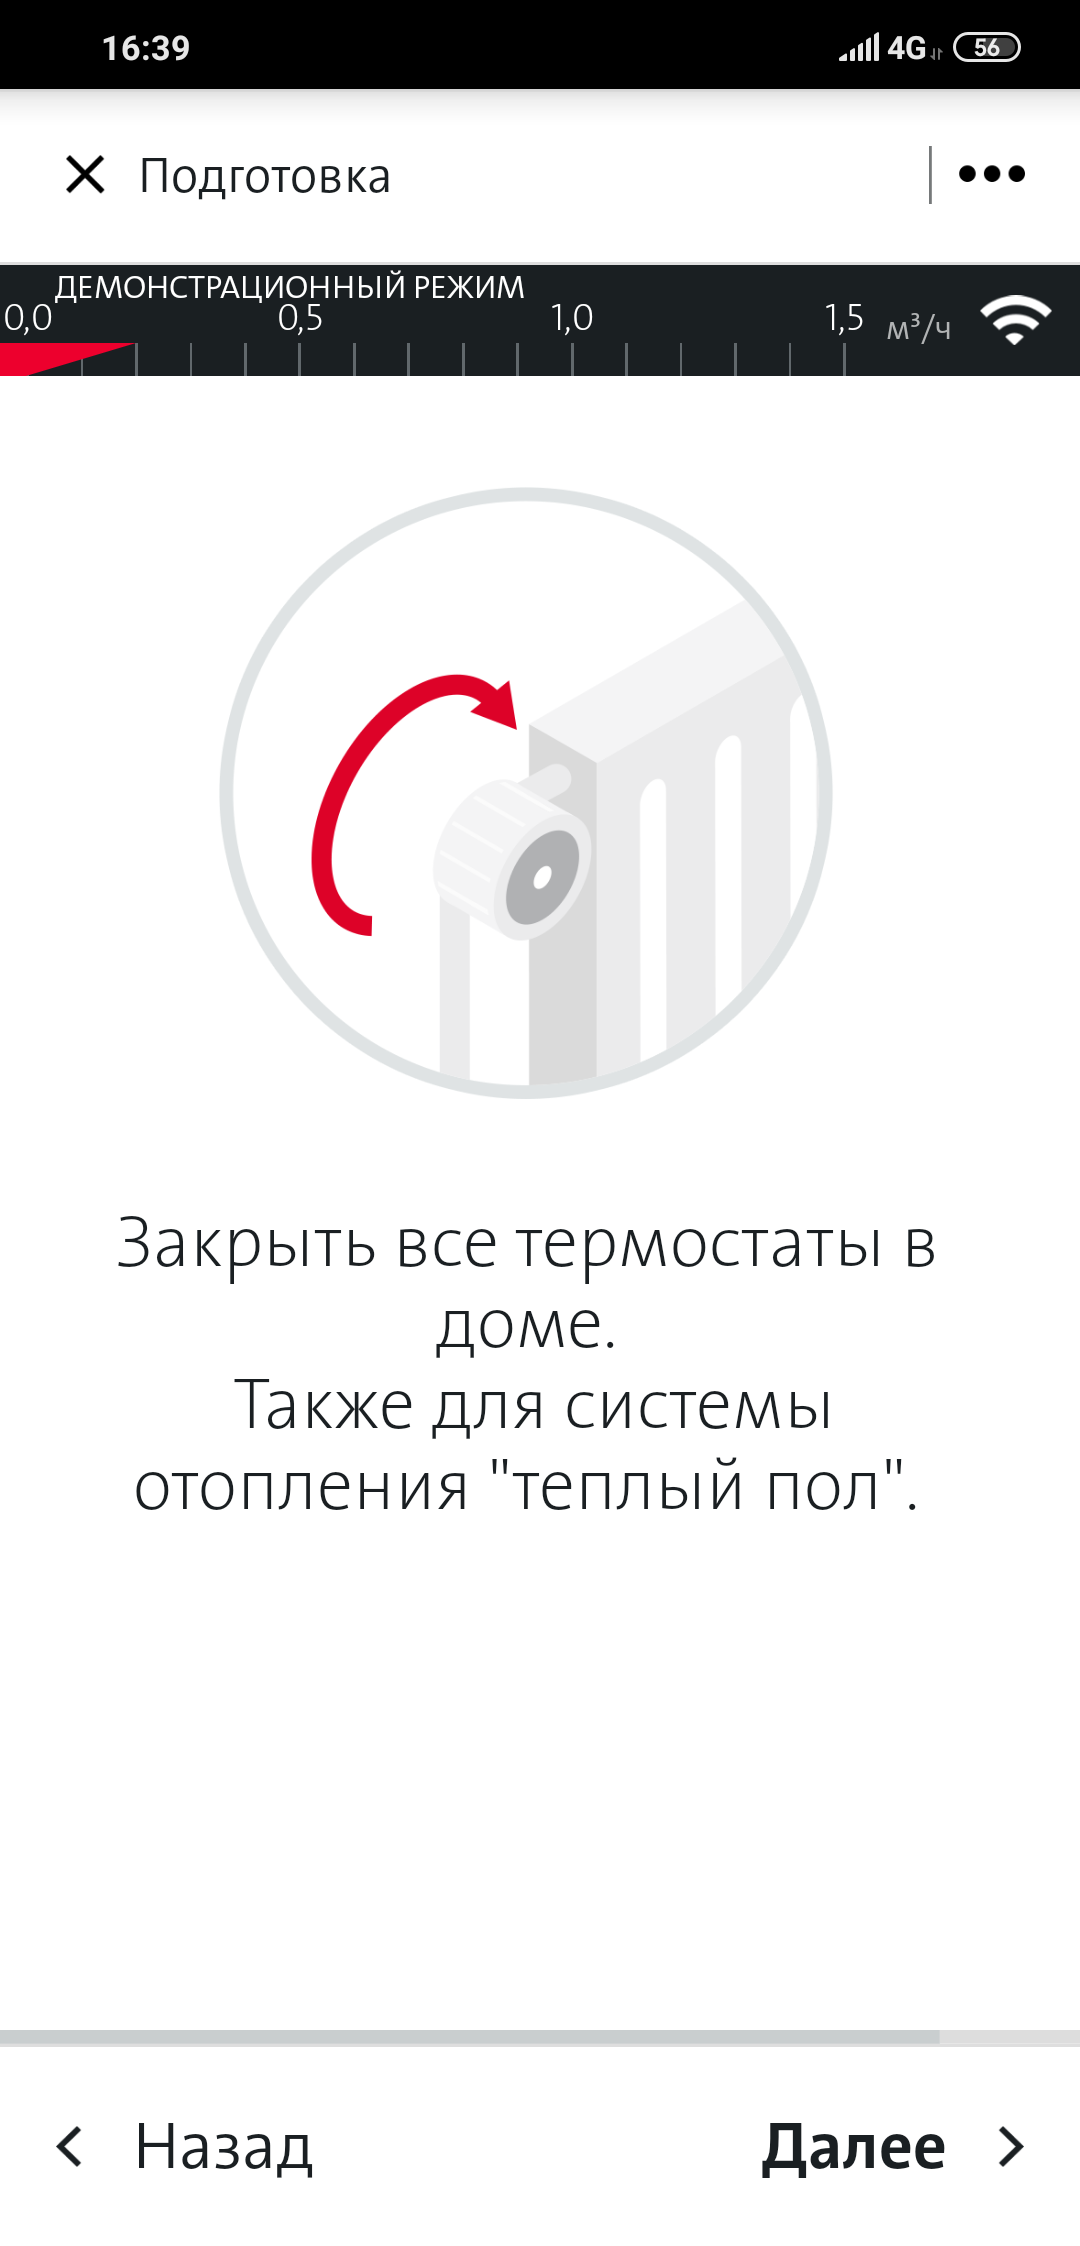 16:39
4G 56
Подготовка
ДЕМОНСТРАЦИОННЫЙ РЕЖИМ
0,0 0,5 1,0 1,5 м³/ч
Закрыть все термостаты в
доме.
Также для системы
отопления "теплый пол".
Назад Далее